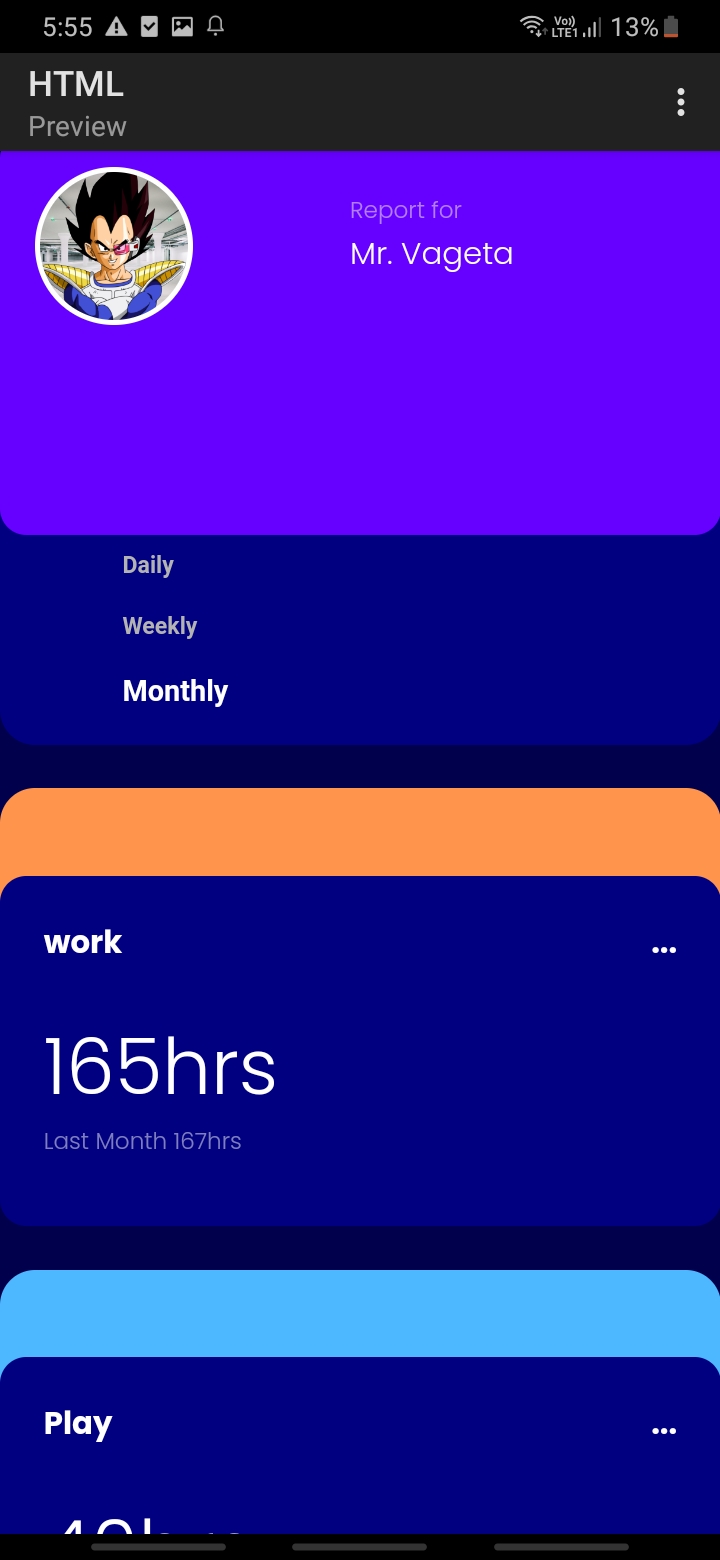 5:55 Vo)) LTE1 13%
HTML
Preview
Report for
Mr. Vageta
Daily
Weekly
Monthly
work
...
165hrs
Last Month 167hrs
Play
...